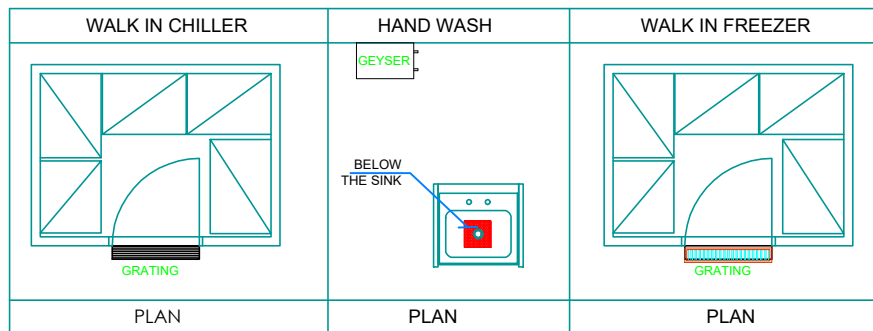 WALK IN CHILLER
HAND WASH
WALK IN FREEZER
GEYSER
BELOW
THE SINK
GRATING
GRATING
PLAN
PLAN
PLAN